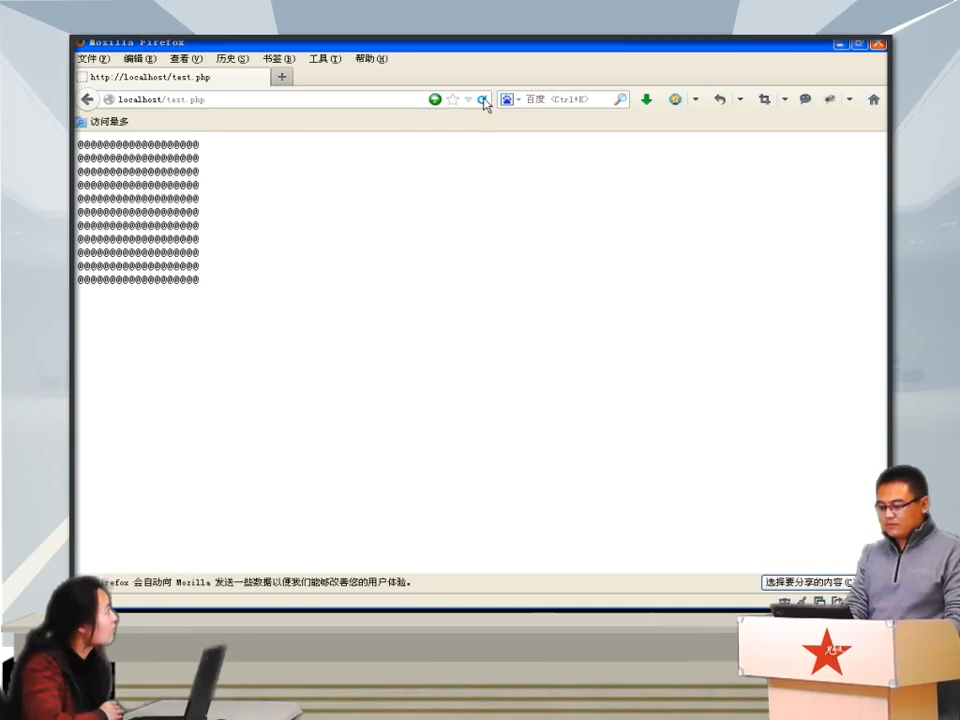 Mozilla Firefox
文件(F) 编辑(E) 查看(V) 历史(S) 书签(B) 工具(T) 帮助(H)
http://localhost/test.php
localhost/test.php 百度 <Ctrl+K>
访问最多
@@@@@@@@@@@@@@@@@@@
@@@@@@@@@@@@@@@@@@@
@@@@@@@@@@@@@@@@@@@
@@@@@@@@@@@@@@@@@@@
@@@@@@@@@@@@@@@@@@@
@@@@@@@@@@@@@@@@@@@
@@@@@@@@@@@@@@@@@@@
@@@@@@@@@@@@@@@@@@@
@@@@@@@@@@@@@@@@@@@
@@@@@@@@@@@@@@@@@@@
@@@@@@@@@@@@@@@@@@@
irefox 会自动向 Mozilla 发送一些数据以便我们能够改善您的用户体验。 选择要分享的内容(C